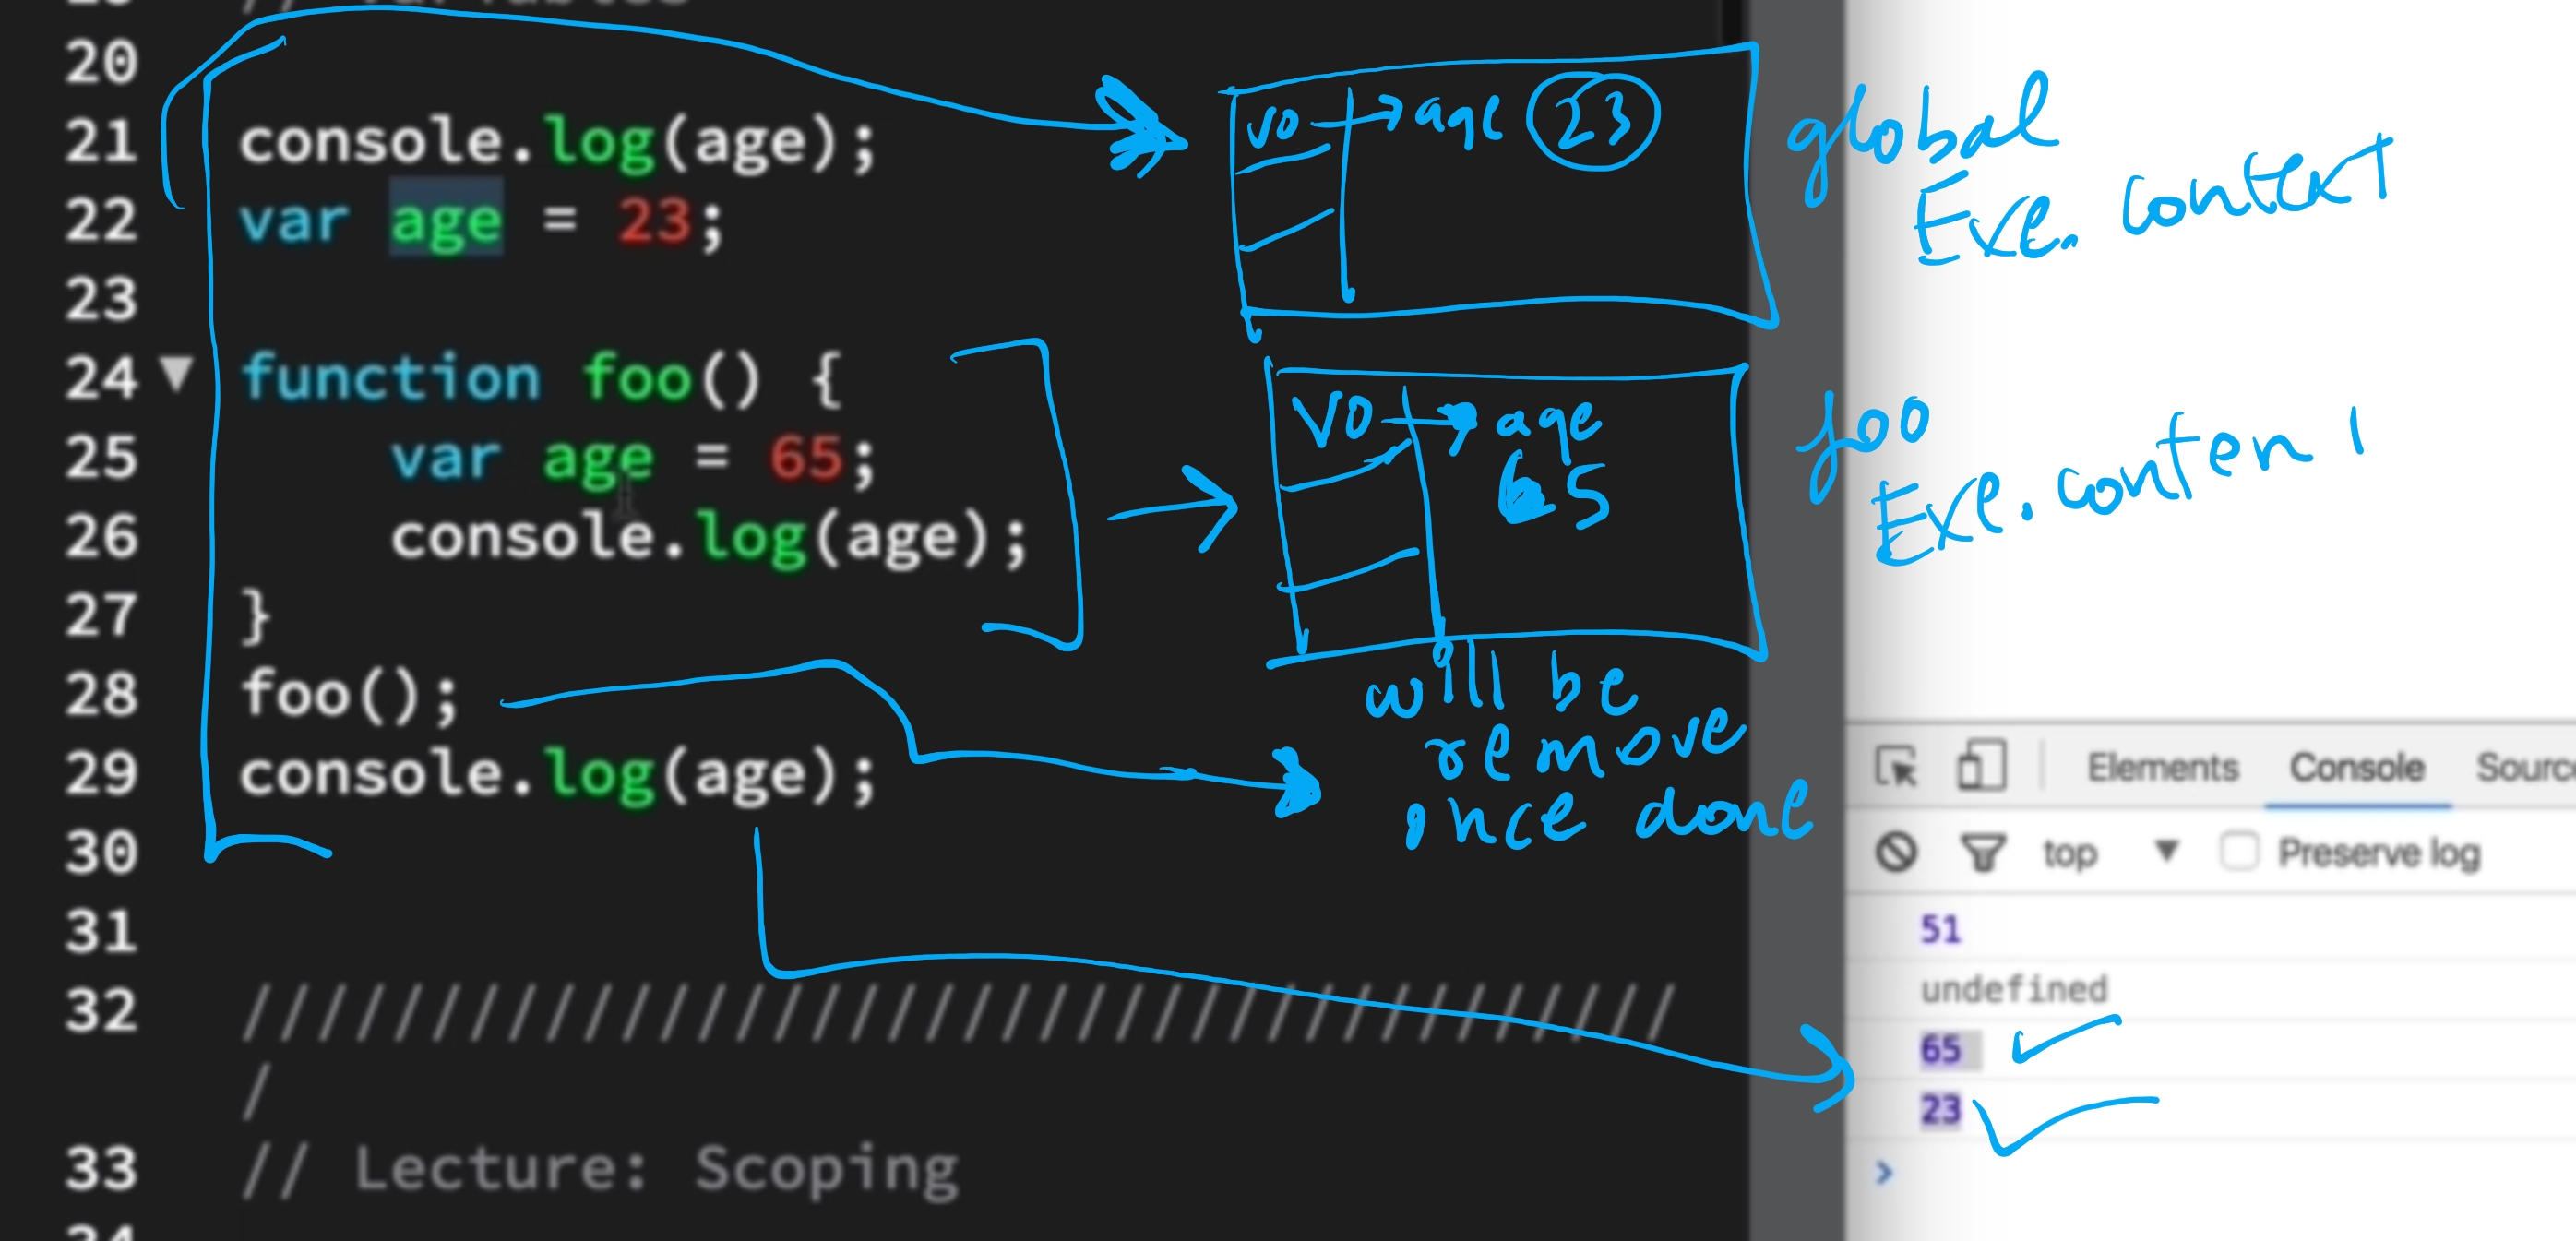 20
21 console.log(age);
22 var age = 23;
23
24 ▼ function foo() {
25 var age = 65;
26 console.log(age);
27 }
28 foo();
29 console.log(age);
30
31
32 //////////////////////////////////////
/
33 // Lecture: Scoping
VO → age 23
global
Exe. context
VO → age
65
foo
Exe. context
will be
remove
once done
Elements Console
top ▼ Preserve log
51
undefined
65
23
>